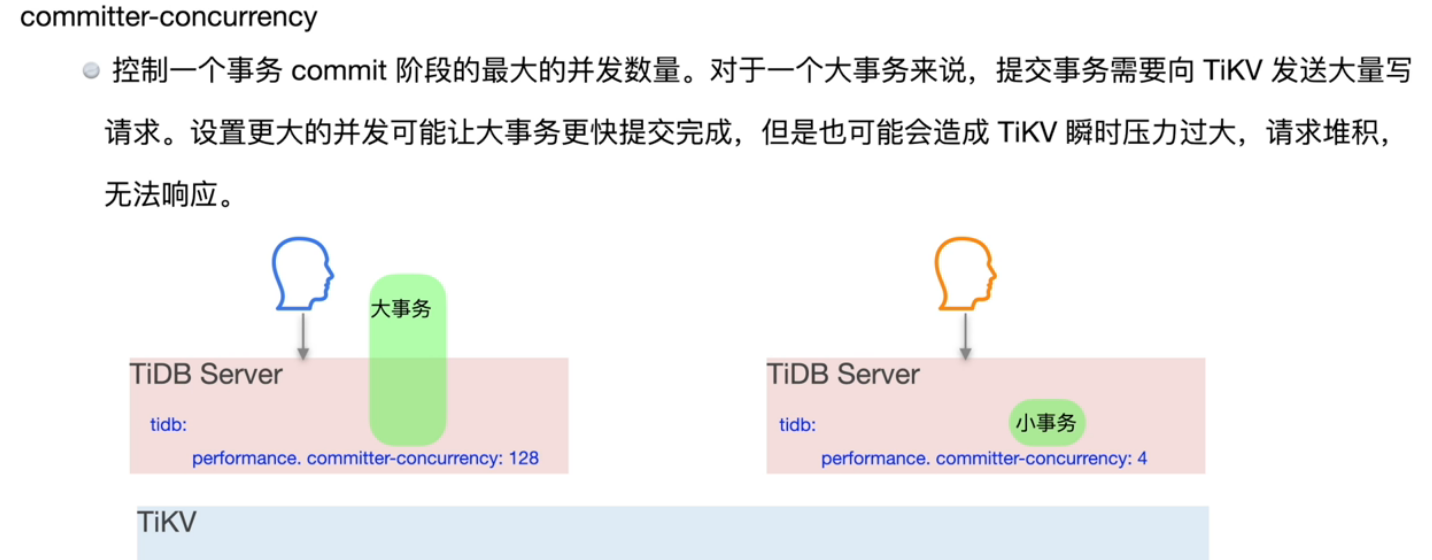 committer-concurrency
控制一个事务 commit 阶段的最大的并发数量。对于一个大事务来说，提交事务需要向 TiKV 发送大量写
请求。设置更大的并发可能让大事务更快提交完成，但是也可能会造成 TiKV 瞬时压力过大，请求堆积，
无法响应。
大事务
TiDB Server
tidb:
performance. committer-concurrency: 128
TiDB Server
小事务
tidb:
performance. committer-concurrency: 4
TiKV